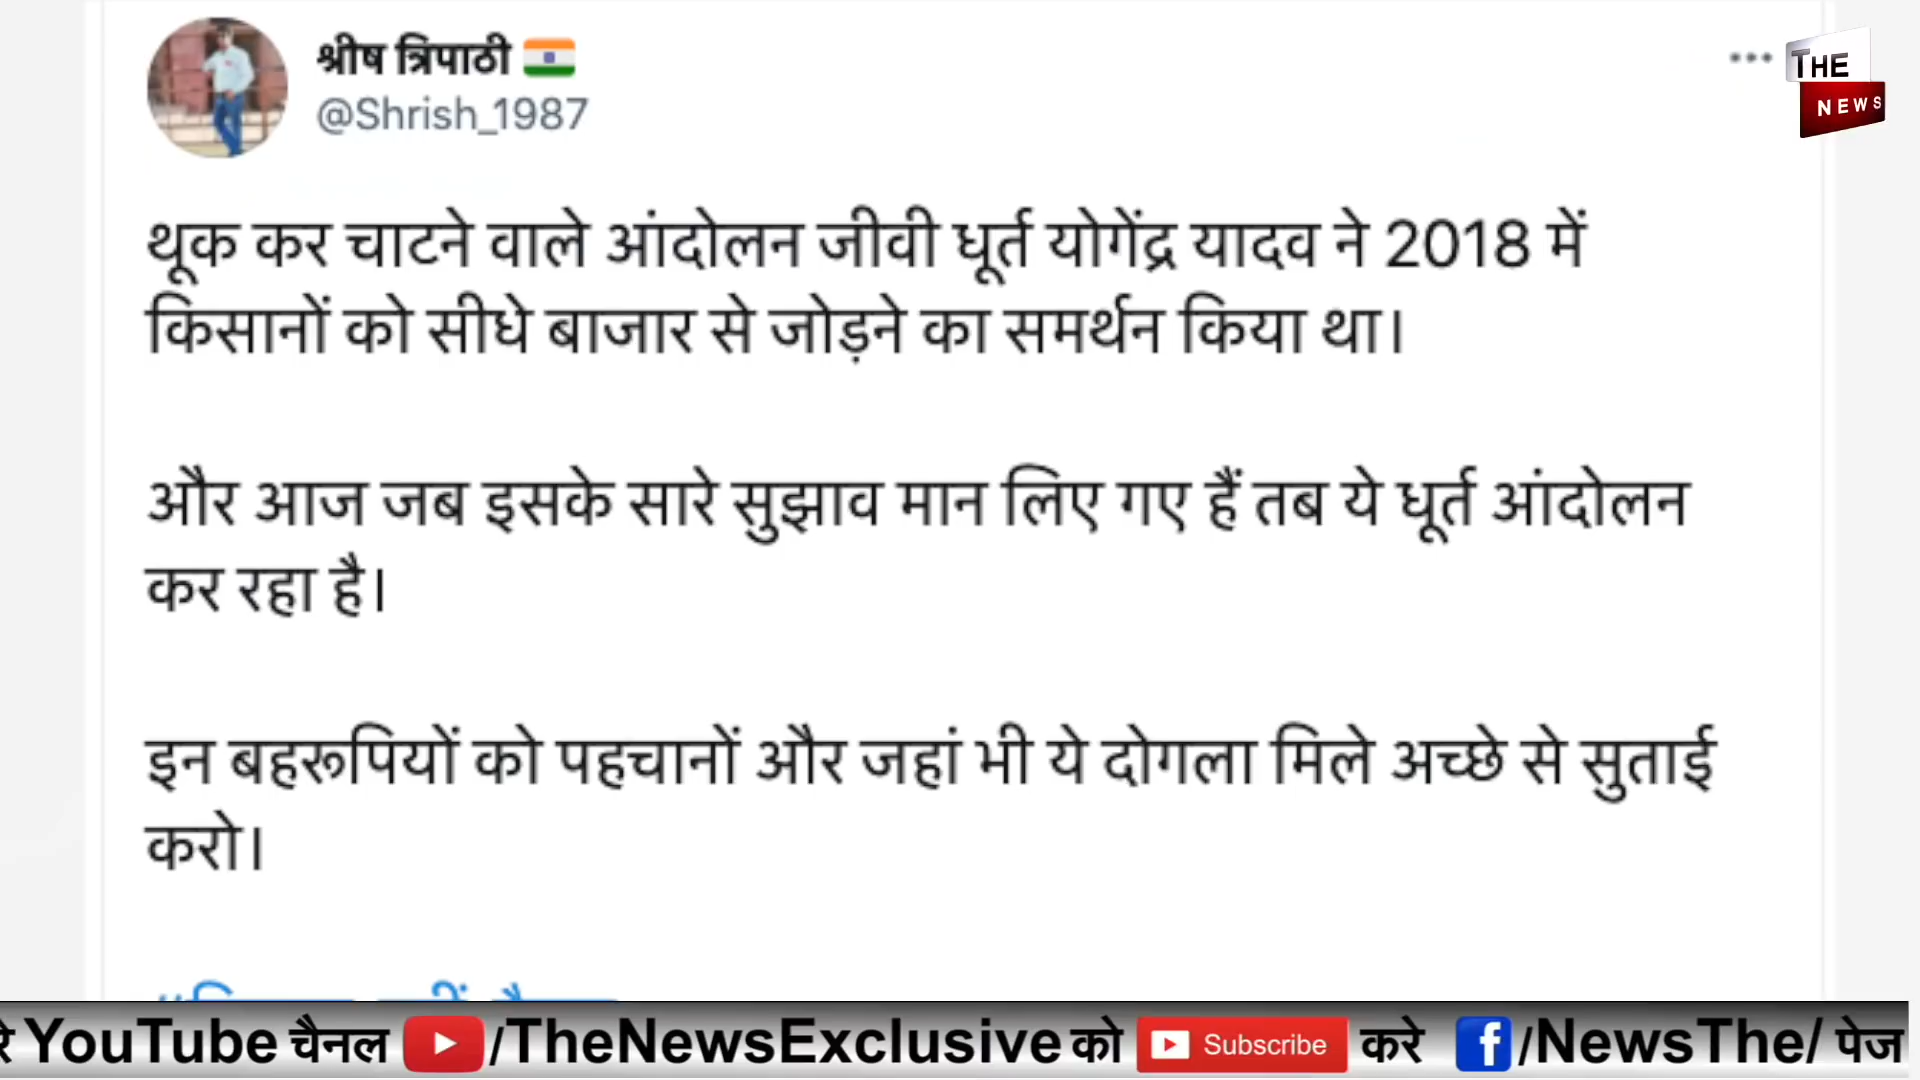 श्रीष त्रिपाठी
@Shrish_1987
THE
NEWS
थूक कर चाटने वाले आंदोलन जीवी धूर्त योगेंद्र यादव ने 2018 में
किसानों को सीधे बाजार से जोड़ने का समर्थन किया था।
और आज जब इसके सारे सुझाव मान लिए गए हैं तब ये धूर्त आंदोलन
कर रहा है।
इन बहरूपियों को पहचानों और जहां भी ये दोगला मिले अच्छे से सुताई
करो।
YouTube चैनल /TheNewsExclusive को Subscribe करे f /NewsThe/ पेज